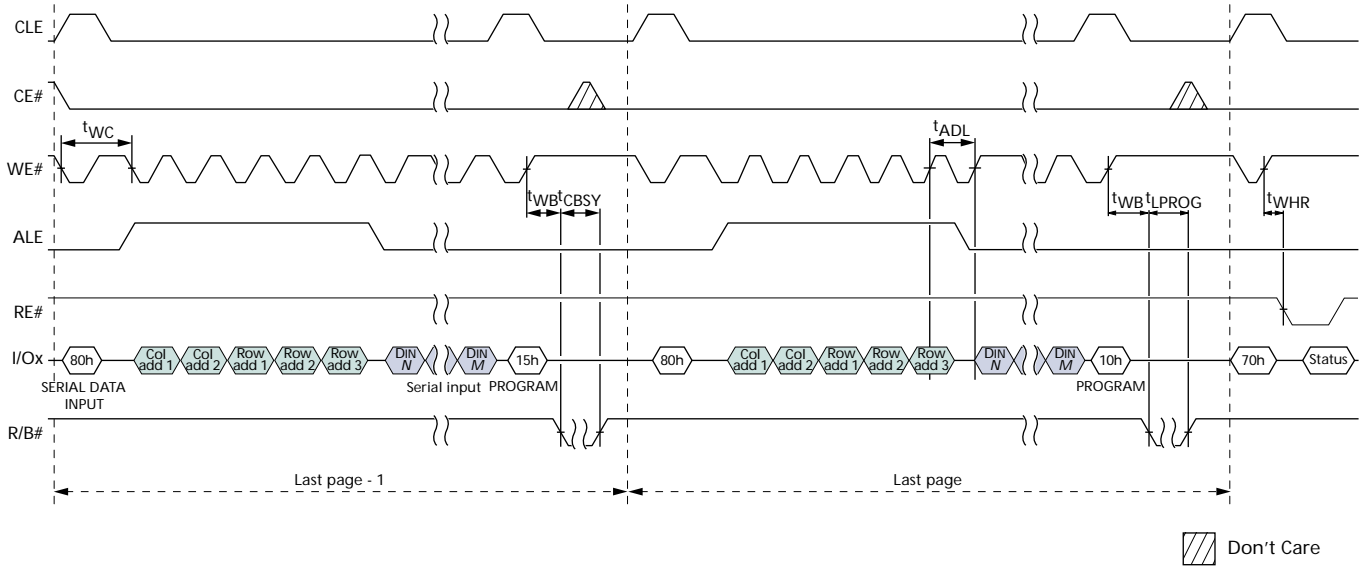 CLE
CE#
tWC
tADL
WE#
tWB tCBSY
tWB tLPROG
tWHR
ALE
RE#
I/Ox
80h
Col add 1
Col add 2
Row add 1
Row add 2
Row add 3
DIN N
DIN M
15h
80h
Col add 1
Col add 2
Row add 1
Row add 2
Row add 3
DIN N
DIN M
10h
70h
Status
SERIAL DATA INPUT
Serial input
PROGRAM
PROGRAM
R/B#
Last page - 1
Last page
Don't Care